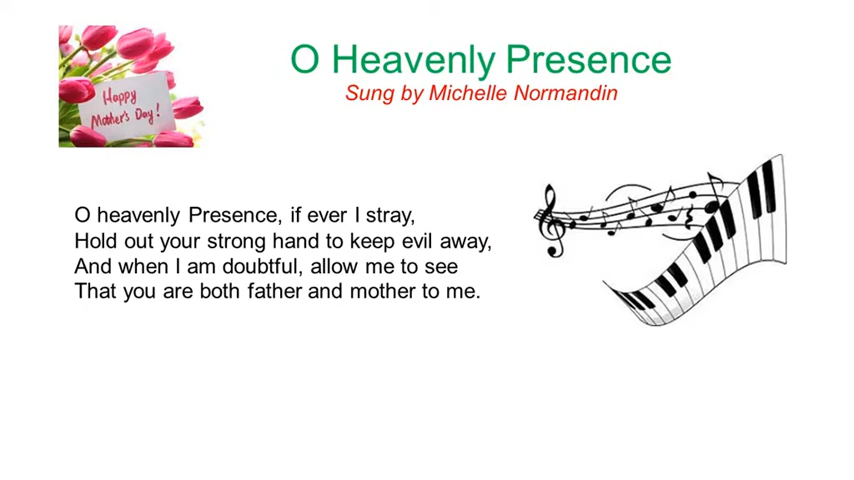 O Heavenly Presence
Sung by Michelle Normandin
Happy
Mother's Day!
O heavenly Presence, if ever I stray,
Hold out your strong hand to keep evil away,
And when I am doubtful, allow me to see
That you are both father and mother to me.